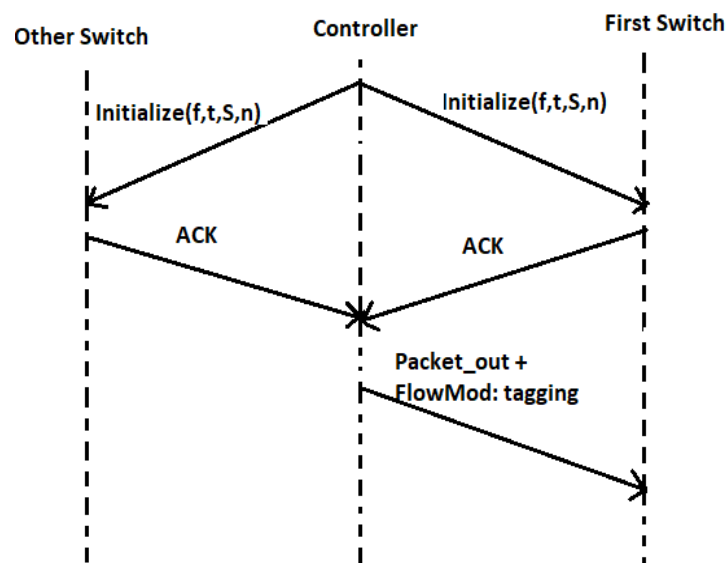 Other Switch
Controller
First Switch
Initialize(f,t,S,n)
Initialize(f,t,S,n)
ACK
ACK
Packet_out +
FlowMod: tagging